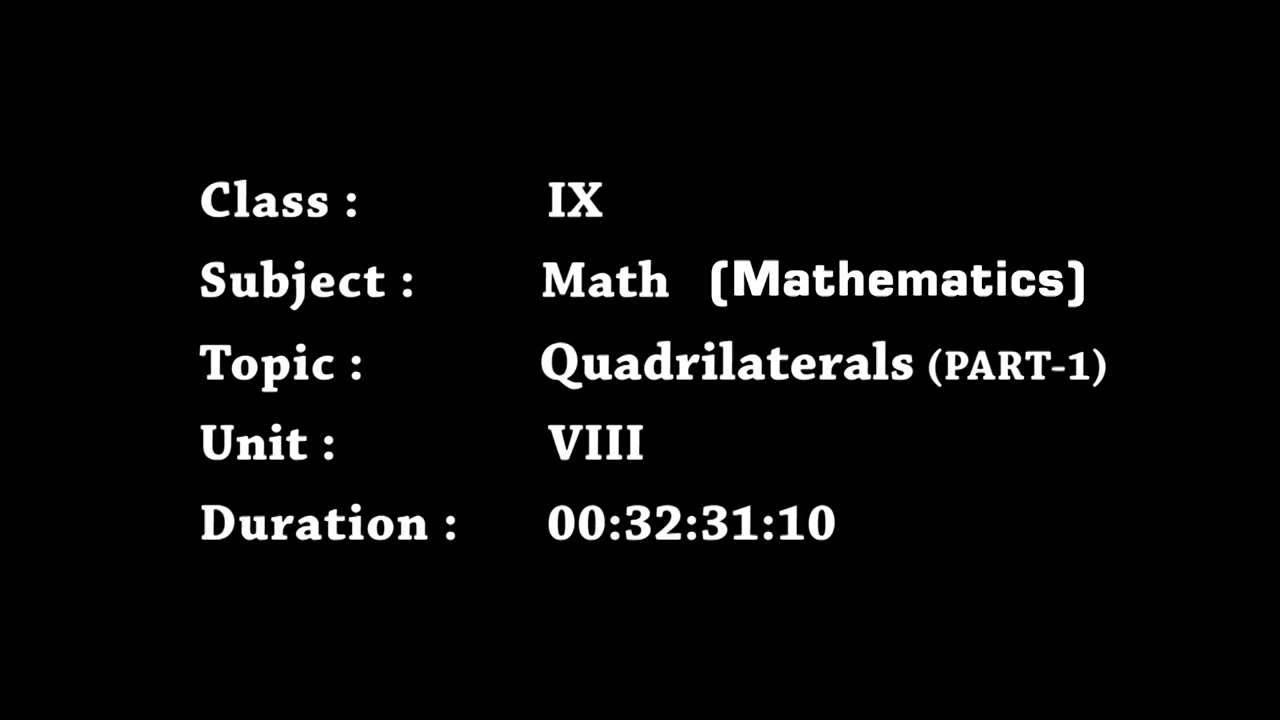 Class : IX
Subject : Math (Mathematics)
Topic : Quadrilaterals (PART-1)
Unit : VIII
Duration : 00:32:31:10